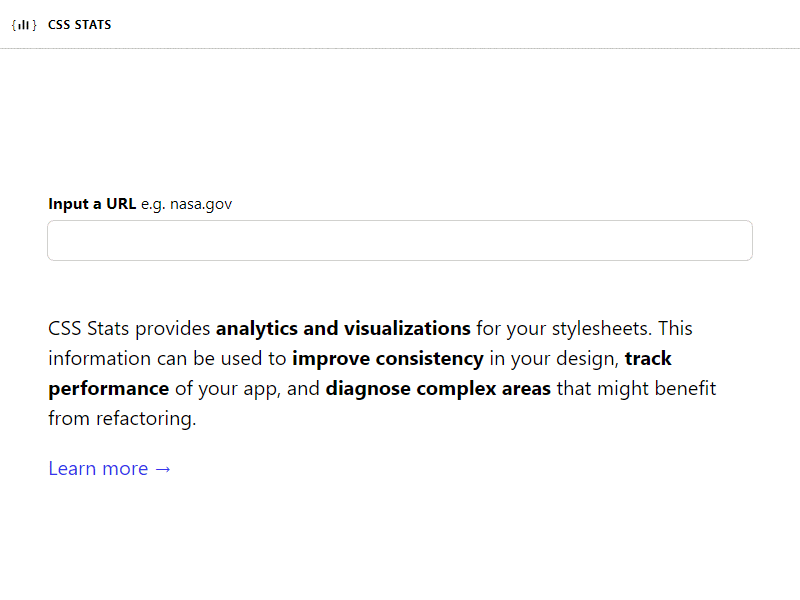 CSS STATS
Input a URL e.g. nasa.gov
CSS Stats provides analytics and visualizations for your stylesheets. This
information can be used to improve consistency in your design, track
performance of your app, and diagnose complex areas that might benefit
from refactoring.
Learn more →